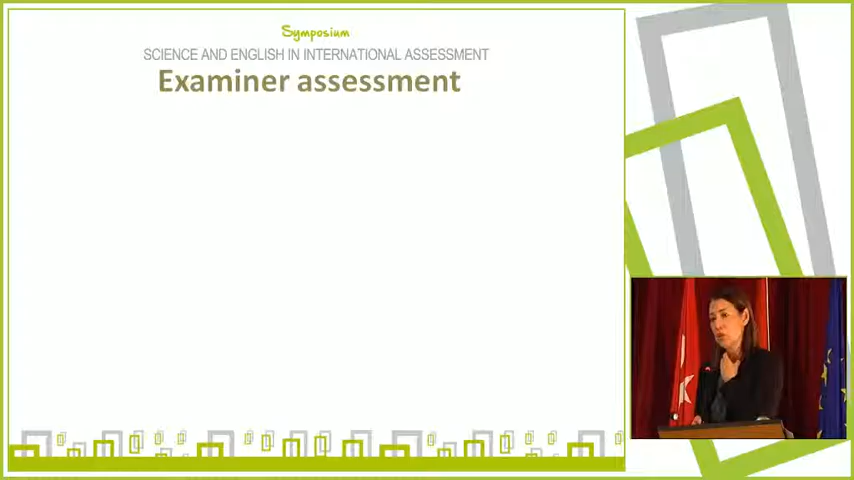 Symposium
SCIENCE AND ENGLISH IN INTERNATIONAL ASSESSMENT
Examiner assessment